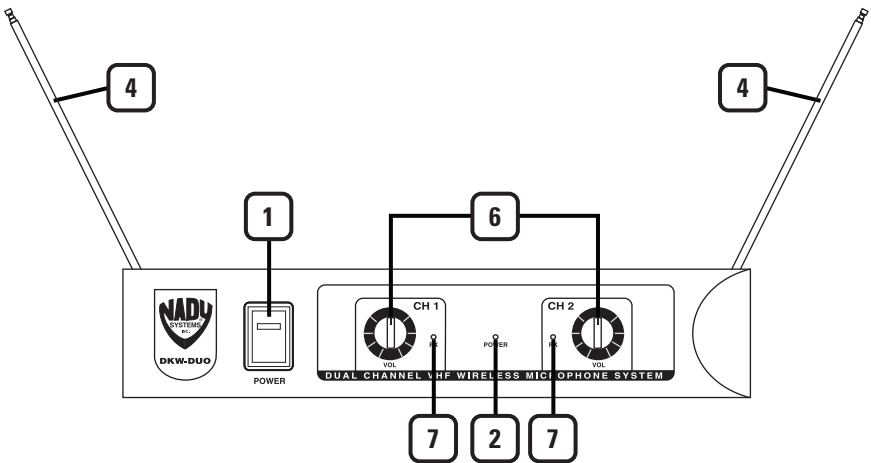 4
4
1
6
NADY
SYSTEMS
INC.
DKW-DUO
POWER
CH 1
VOL
RX
POWER
CH 2
RX
VOL
DUAL CHANNEL VHF WIRELESS MICROPHONE SYSTEM
7
2
7